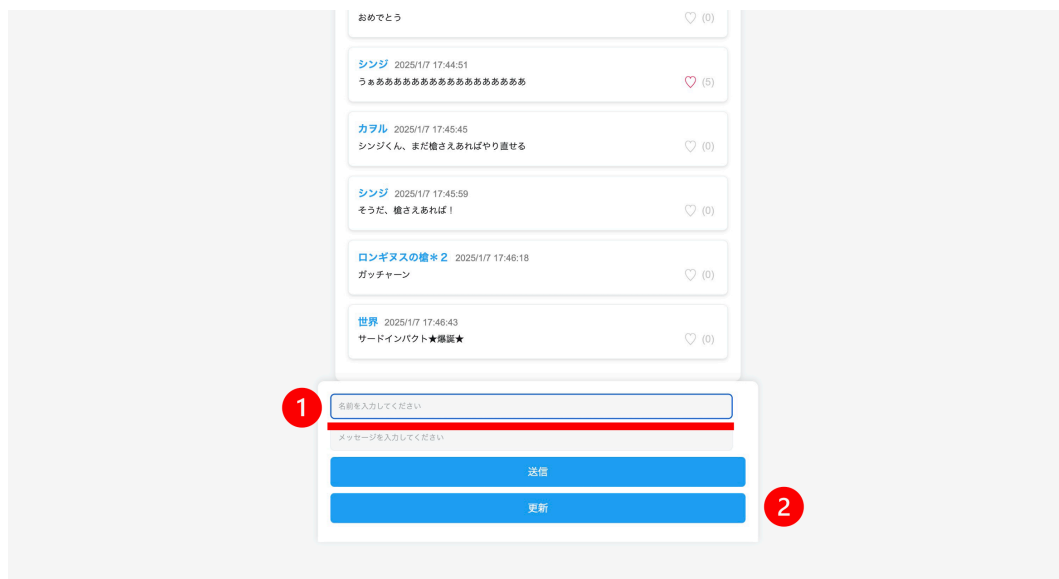 おめでとう
(0)
シンジ 2025/1/7 17:44:51
うぁあああああああああああああああああ
(5)
カヲル 2025/1/7 17:45:45
シンジくん、まだ槍さえあればやり直せる
(0)
シンジ 2025/1/7 17:45:59
そうだ、槍さえあれば！
(0)
ロンギヌスの槍＊２ 2025/1/7 17:46:18
ガッチャーン
(0)
世界 2025/1/7 17:46:43
サードインパクト★爆誕★
(0)
1
名前を入力してください
メッセージを入力してください
送信
更新
2